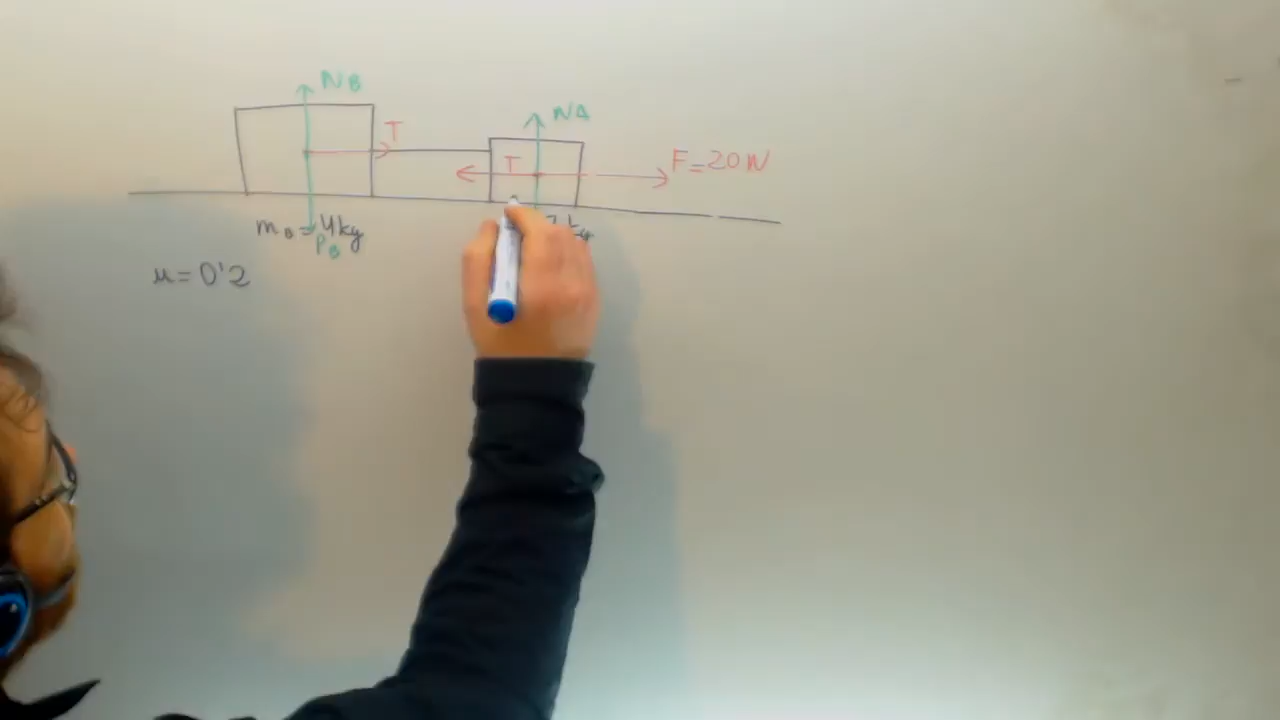 NB
NA
T
T
F=20N
mB=4kg
PB
μ=0'2